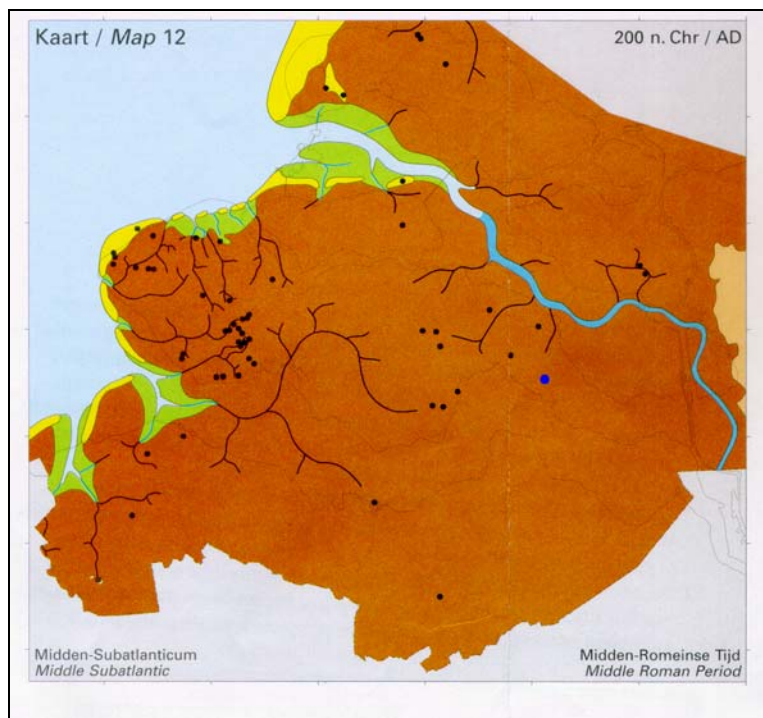 Kaart / Map 12
200 n. Chr / AD
Midden-Subatlanticum
Middle Subatlantic
Midden-Romeinse Tijd
Middle Roman Period